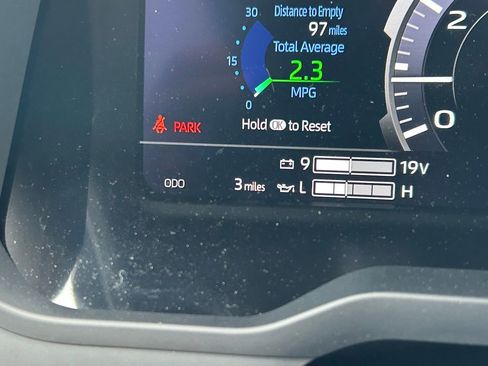 30
Distance to Empty
97 miles
Total Average
15
2.3
MPG
0
Hold OK to Reset
PARK
2
0
9 19V
ODO 3 miles L H